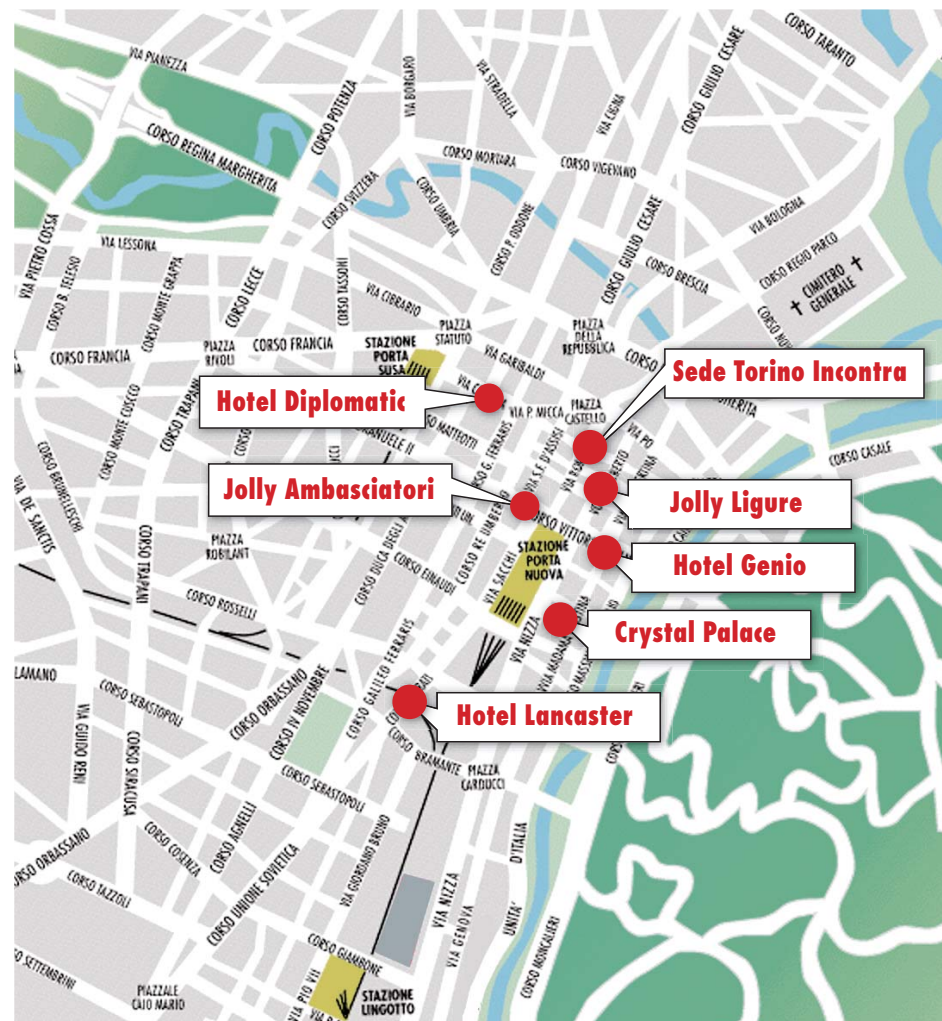 CORSO TARANTO
VIA PIANEZZA
VIA BORGARO
VIA STRADELLA
CORSO GIULIO CESARE
VIA CIGNA
CORSO POTENZA
CORSO REGINA MARGHERITA
CORSO MORTARA
CORSO VIGEVANO
CORSO SVIZZERA
CORSO UMBRIA
CORSO P. ODDONE
CORSO GIULIO CESARE
VIA BOLOGNA
VIA PIETRO COSSA
VIA LESSONA
CORSO B. TELESIO
CORSO MONTE GRAPPA
CORSO LECCE
CORSO TASSONI
CORSO BRESCIA
CORSO REGIO PARCO
CIMITERO
GENERALE
VIA CIBRARIO
PIAZZA
STATUTO
PIAZZA
DELLA
REPUBBLICA
CORSO
CORSO FRANCIA
PIAZZA
RIVOLI
CORSO FRANCIA
STAZIONE
PORTA
SUSA
VIA GARIBALDI
Sede Torino Incontra
Hotel Diplomatic
VIA P. MICCA
PIAZZA
CASTELLO
VIA PO
CORSO CASALE
CORSO MONTE CUCCO
CORSO TRAPANI
MATTEOTTI
CORSO G. FERRARIS
VIA S.F. D'ASSISI
CORSO BRUNELLESCHI
Jolly Ambasciatori
Jolly Ligure
VIA DE SANCTIS
CORSO TRAPANI
PIAZZA
ROBILANT
CORSO DUCA DEGLI
CORSO EINAUDI
CORSO RE UMBERTO
VIA SACCHI
STAZIONE
PORTA
NUOVA
Hotel Genio
CORSO ROSSELLI
VIA NIZZA
Crystal Palace
CORSO SEBASTOPOLI
CORSO ORBASSANO
CORSO IV NOVEMBRE
CORSO GALILEO FERRARIS
Hotel Lancaster
VIA GUIDO RENI
CORSO SIRACUSA
CORSO BRAMANTE
PIAZZA
CARDUCCI
CORSO SEBASTOPOLI
CORSO AGNELLI
CORSO COSENZA
CORSO TAZZOLI
CORSO UNIONE SOVIETICA
VIA GIORDANO BRUNO
VIA NIZZA
VIA GENOVA
UNITA' D'ITALIA
CORSO MONCALIERI
CORSO GIAMBONE
SETTEMBRINI
PIAZZALE
CAIO MARIO
VIA PIO VII
STAZIONE
LINGOTTO